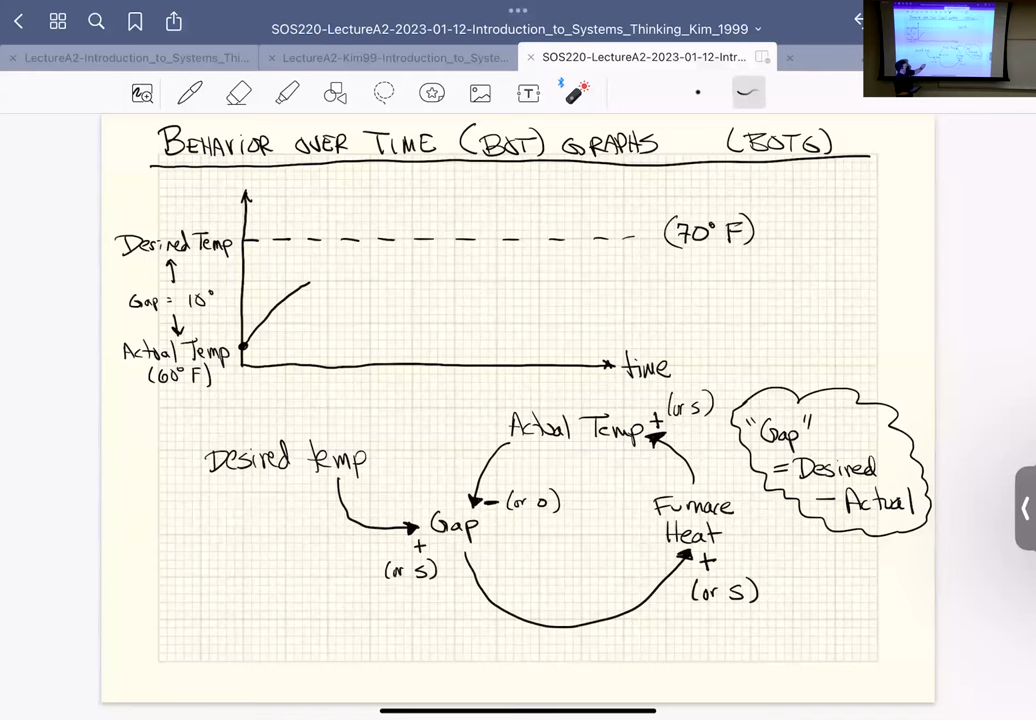 SOS220-LectureA2-2023-01-12-Introduction_to_Systems_Thinking_Kim_1999
LectureA2-Introduction_to_Systems_Thi...
LectureA2-Kim99-Introduction_to_Syste...
SOS220-LectureA2-2023-01-12-Intr...
BEHAVIOR OVER TIME (BOT) GRAPHS (BOTG)
Desired Temp
(70° F)
Gap = 10°
Actual Temp
(60° F)
time
Actual Temp + (or s)
Desired temp
- (or o)
Gap
+
(or s)
Furnace
Heat
+
(or s)
"Gap"
= Desired
- Actual